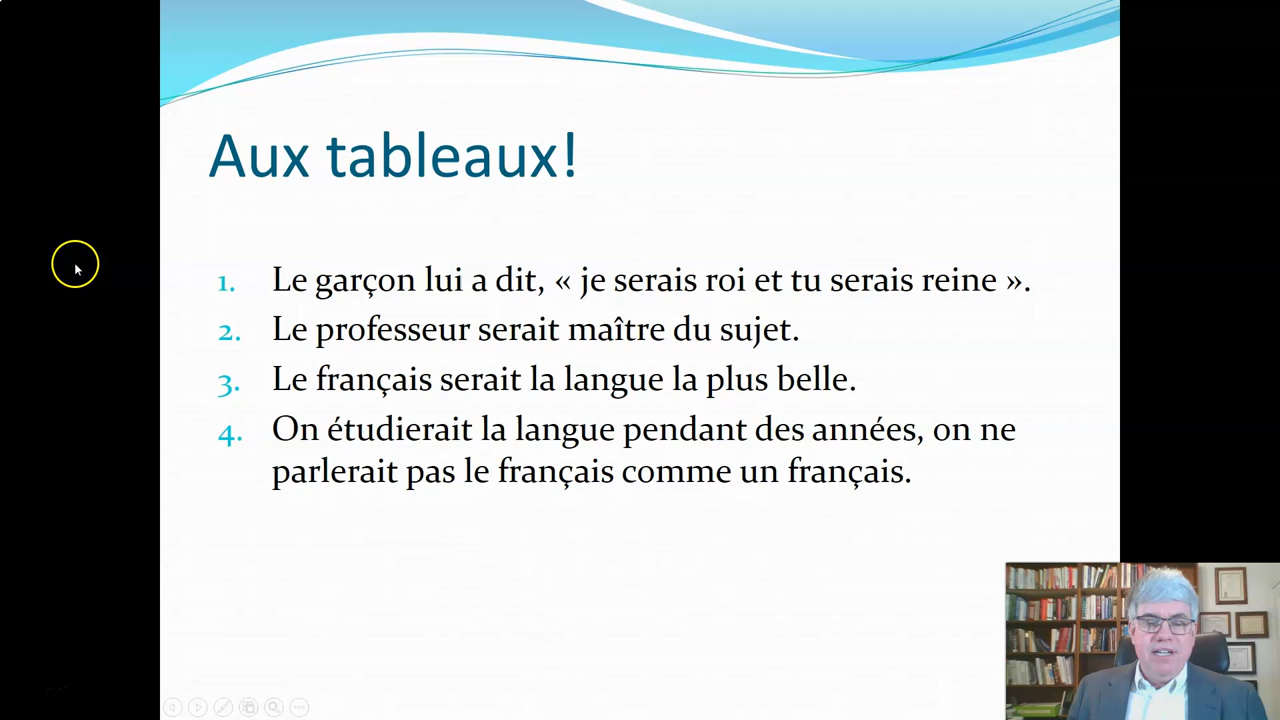 Aux tableaux!
1. Le garçon lui a dit, « je serais roi et tu serais reine ».
2. Le professeur serait maître du sujet.
3. Le français serait la langue la plus belle.
4. On étudierait la langue pendant des années, on ne
parlerait pas le français comme un français.